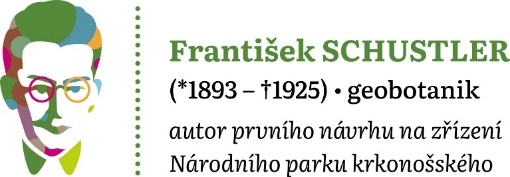 František SCHUSTLER
(*1893 – †1925) • geobotanik
autor prvního návrhu na zřízení
Národního parku krkonošského